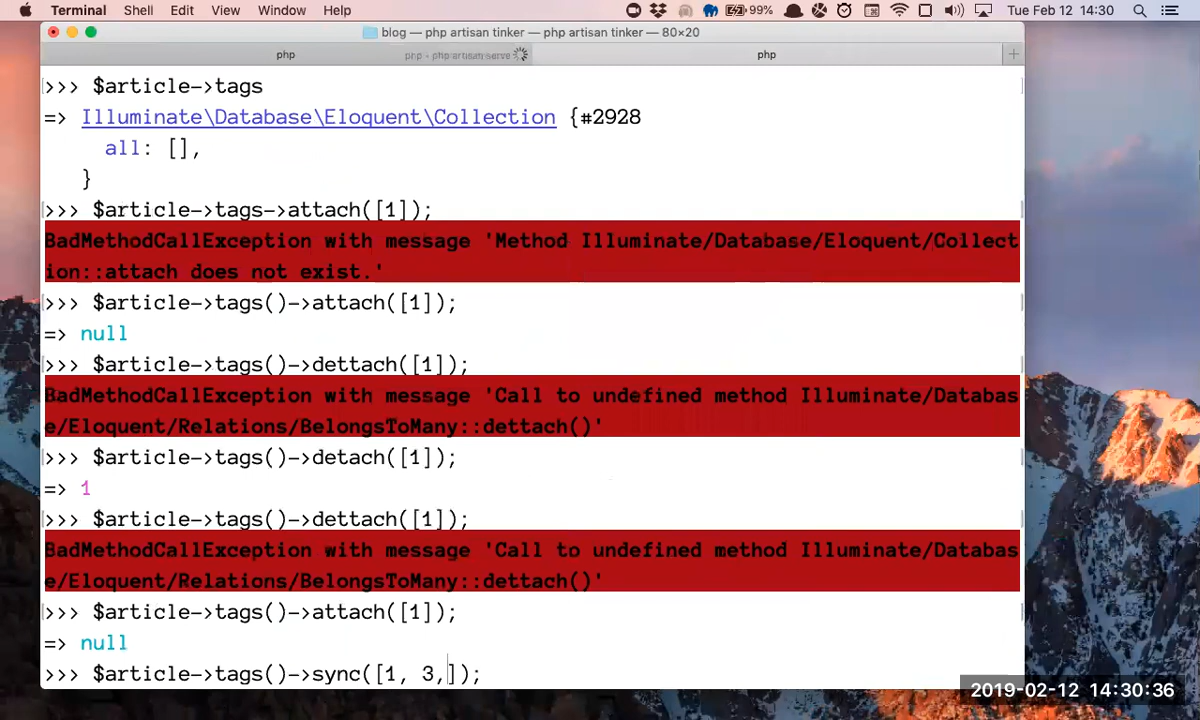 Terminal Shell Edit View Window Help 99% Tue Feb 12 14:30
blog — php artisan tinker — php artisan tinker — 80×20
php php • php artisan serve php +
>>> $article->tags
=> Illuminate\Database\Eloquent\Collection {#2928
all: [],
}
>>> $article->tags->attach([1]);
BadMethodCallException with message 'Method Illuminate/Database/Eloquent/Collect
ion::attach does not exist.'
>>> $article->tags()->attach([1]);
=> null
>>> $article->tags()->dettach([1]);
BadMethodCallException with message 'Call to undefined method Illuminate/Databas
e/Eloquent/Relations/BelongsToMany::dettach()'
>>> $article->tags()->detach([1]);
=> 1
>>> $article->tags()->dettach([1]);
BadMethodCallException with message 'Call to undefined method Illuminate/Databas
e/Eloquent/Relations/BelongsToMany::dettach()'
>>> $article->tags()->attach([1]);
=> null
>>> $article->tags()->sync([1, 3,]);
2019-02-12 14:30:36